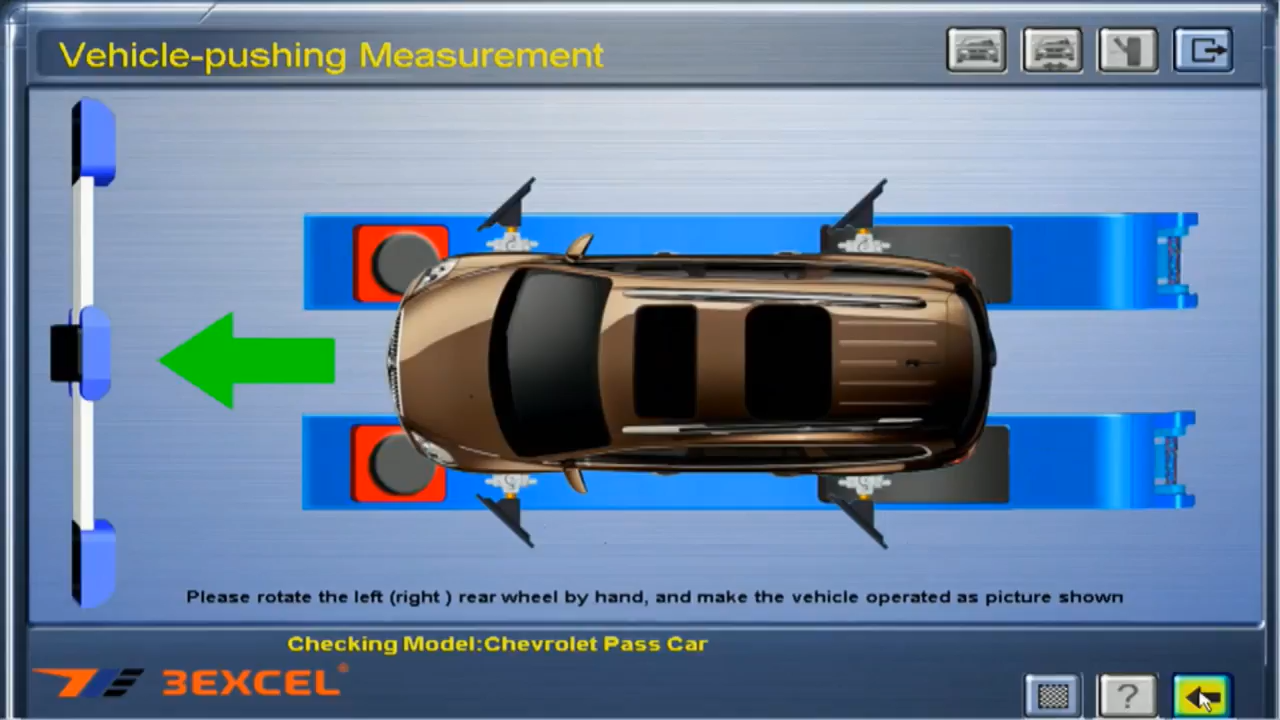 Vehicle-pushing Measurement
Please rotate the left (right ) rear wheel by hand, and make the vehicle operated as picture shown
Checking Model:Chevrolet Pass Car
3EXCEL®
?